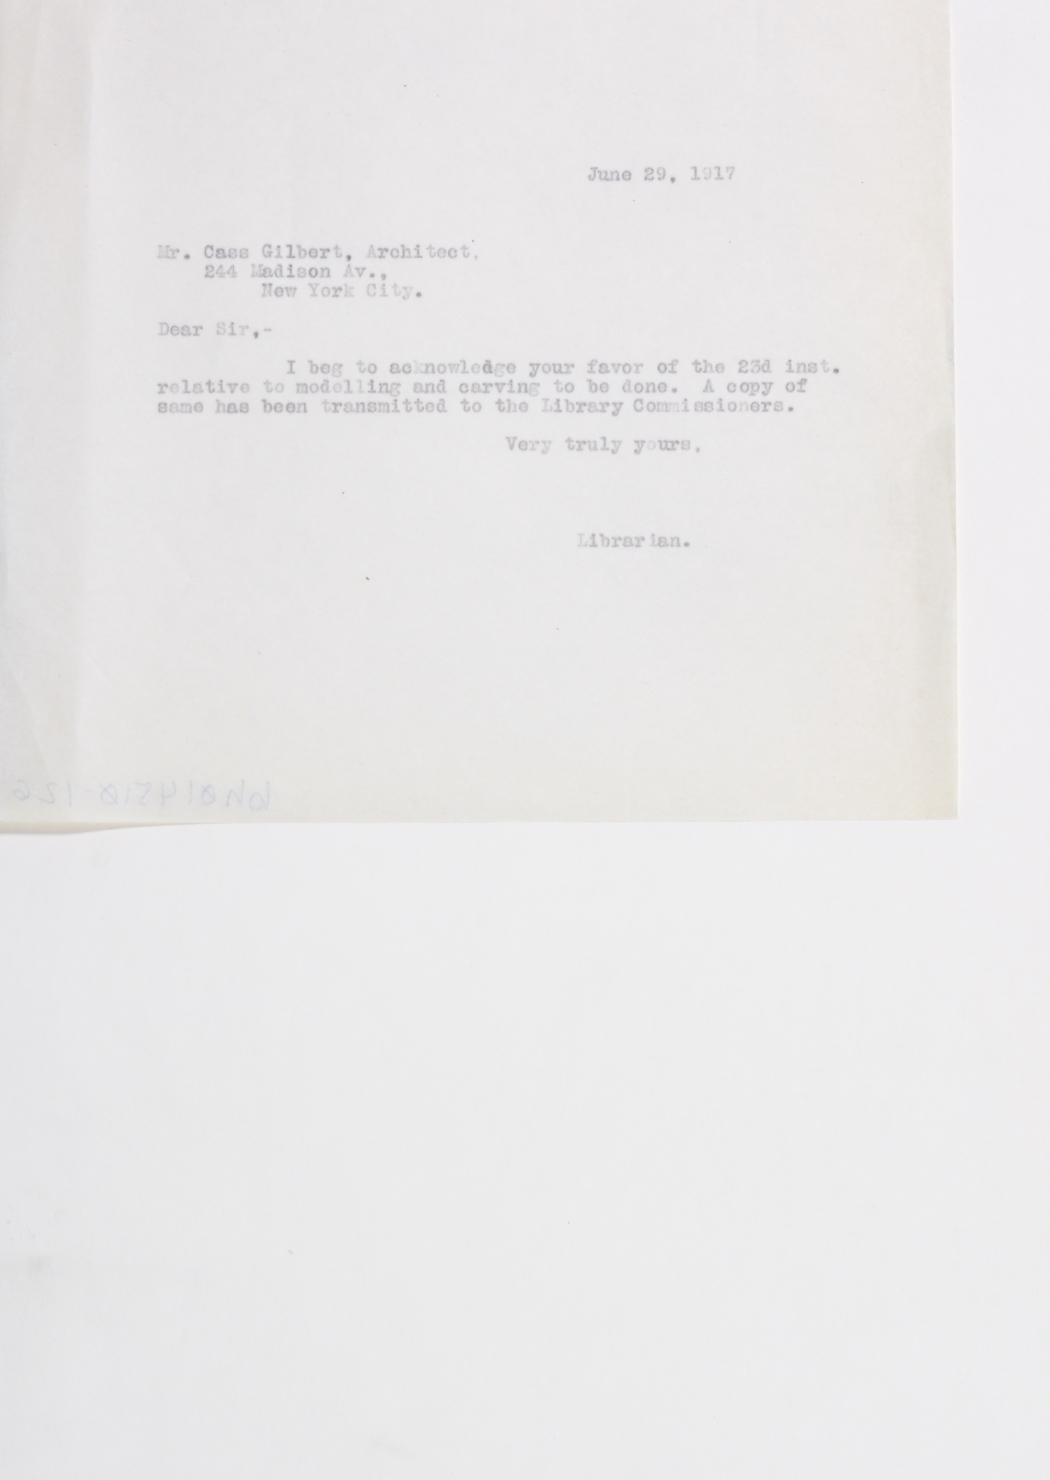 June 29, 1917
Mr. Cass Gilbert, Architect,
244 Madison Av.,
New York City.
Dear Sir,-
I beg to acknowledge your favor of the 23d inst.
relative to modelling and carving to be done. A copy of
same has been transmitted to the Library Commissioners.
Very truly yours,
Librarian.